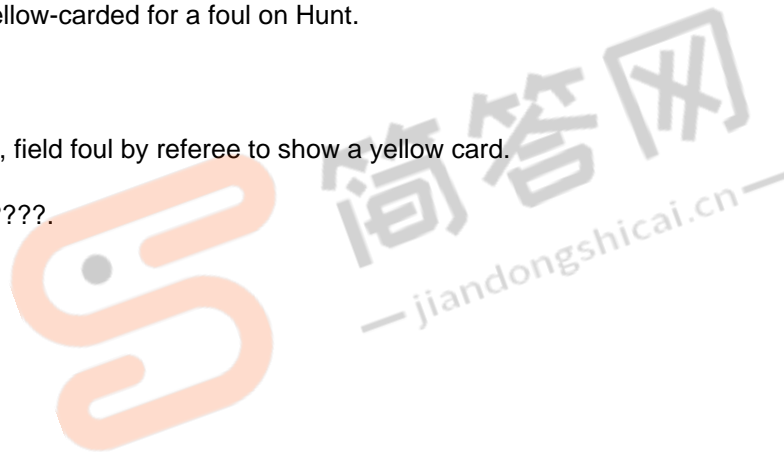 ellow-carded for a foul on Hunt.
, field foul by referee to show a yellow card.
???.
简答网
jiandongshicai.cn